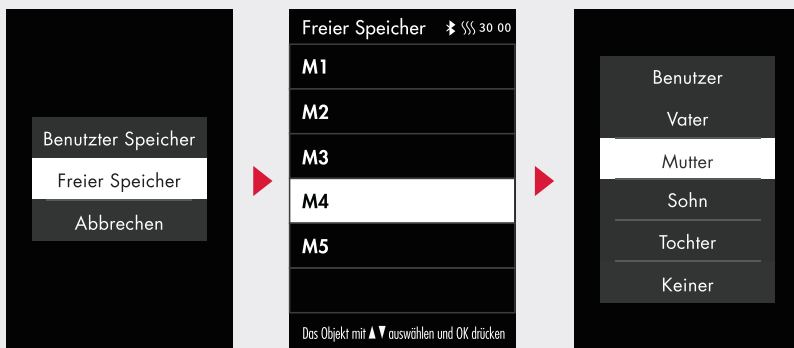 Benutzter Speicher
Freier Speicher
Abbrechen
Freier Speicher 30 00
M1
M2
M3
M4
M5
Das Objekt mit ▲▼ auswählen und OK drücken
Benutzer
Vater
Mutter
Sohn
Tochter
Keiner